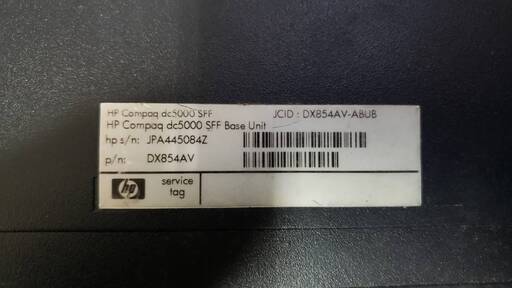 HP Compaq dc5000 SFF JCID : DX854AV-ABUB
HP Compaq dc5000 SFF Base Unit
hp s/n: JPA445084Z
p/n: DX854AV
hp service
tag